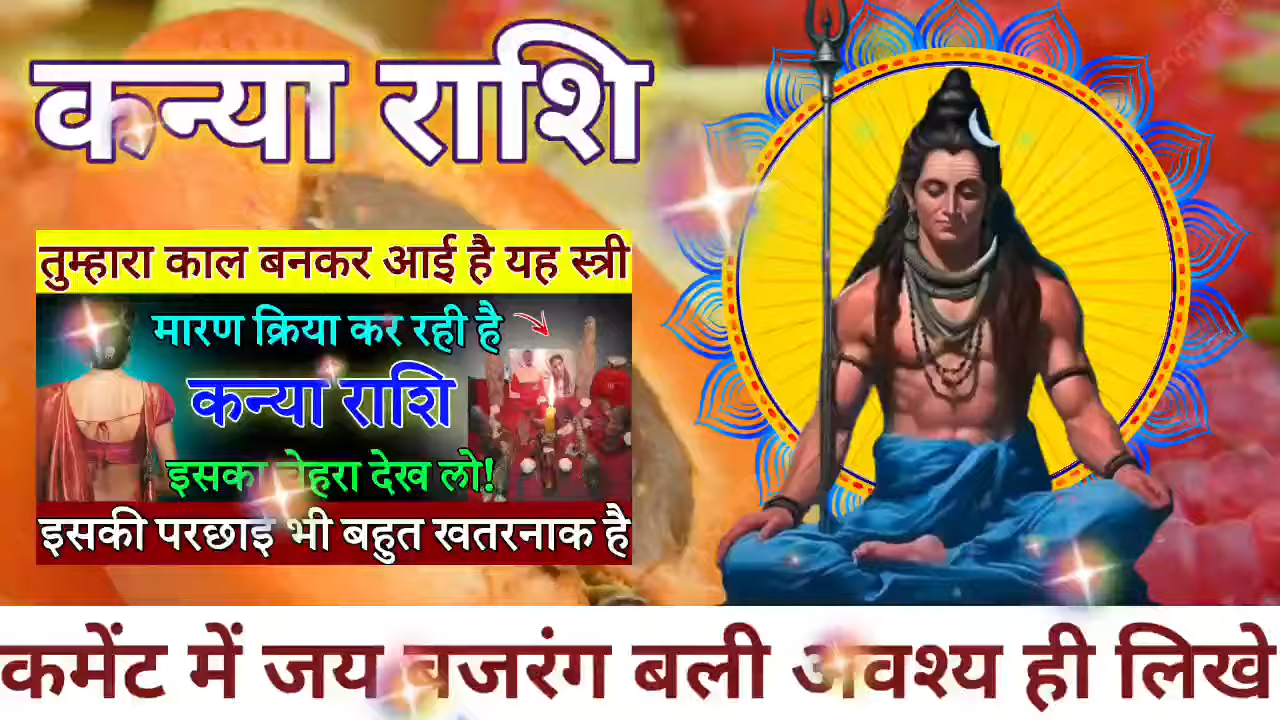 कन्या राशि
तुम्हारा काल बनकर आई है यह स्त्री
मारण क्रिया कर रही है
कन्या राशि
इसका चेहरा देख लो!
इसकी परछाइ भी बहुत खतरनाक है
कमेंट में जय बजरंग बली अवश्य ही लिखे